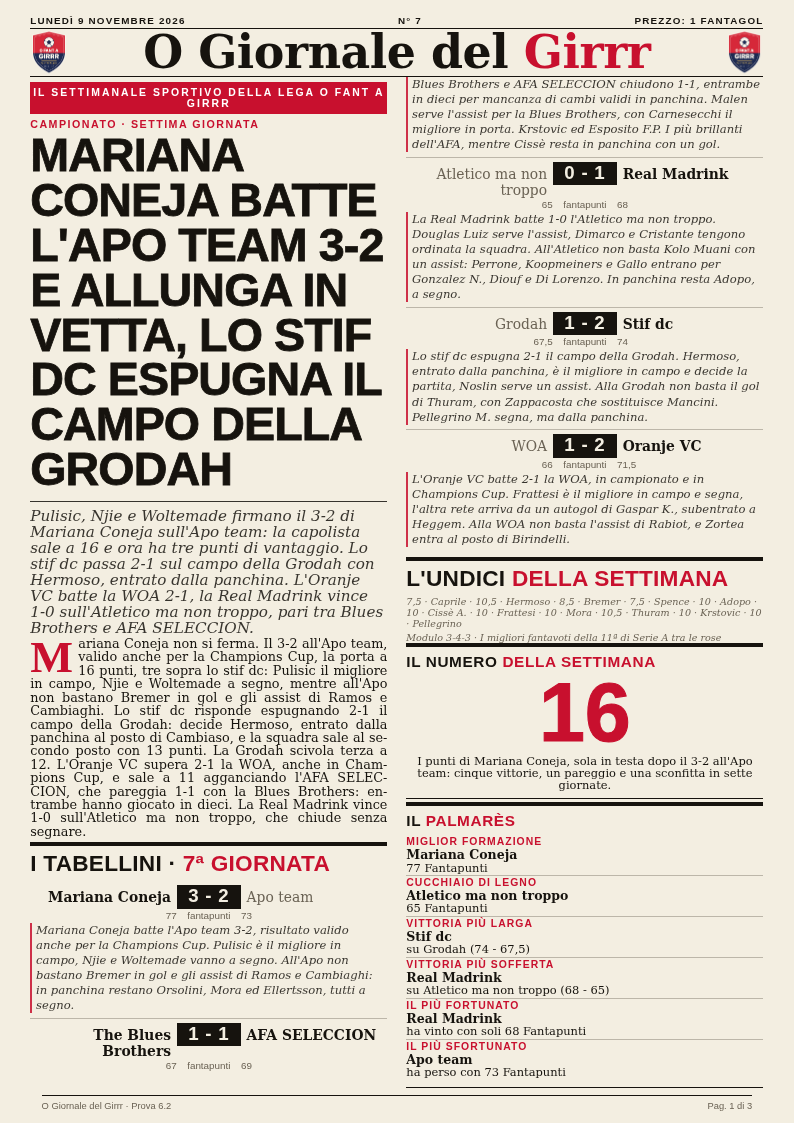 LUNEDÌ 9 NOVEMBRE 2026
N° 7
PREZZO: 1 FANTAGOL
O Giornale del Girrr
IL SETTIMANALE SPORTIVO DELLA LEGA O FANT A
GIRRR
CAMPIONATO · SETTIMA GIORNATA
MARIANA
CONEJA BATTE
L'APO TEAM 3-2
E ALLUNGA IN
VETTA, LO STIF
DC ESPUGNA IL
CAMPO DELLA
GRODAH
Pulisic, Njie e Woltemade firmano il 3-2 di
Mariana Coneja sull'Apo team: la capolista
sale a 16 e ora ha tre punti di vantaggio. Lo
stif dc passa 2-1 sul campo della Grodah con
Hermoso, entrato dalla panchina. L'Oranje
VC batte la WOA 2-1, la Real Madrink vince
1-0 sull'Atletico ma non troppo, pari tra Blues
Brothers e AFA SELECCION.
Mariana Coneja non si ferma. Il 3-2 all'Apo team,
valido anche per la Champions Cup, la porta a
16 punti, tre sopra lo stif dc: Pulisic il migliore
in campo, Njie e Woltemade a segno, mentre all'Apo
non bastano Bremer in gol e gli assist di Ramos e
Cambiaghi. Lo stif dc risponde espugnando 2-1 il
campo della Grodah: decide Hermoso, entrato dalla
panchina al posto di Cambiaso, e la squadra sale al se-
condo posto con 13 punti. La Grodah scivola terza a
12. L'Oranje VC supera 2-1 la WOA, anche in Cham-
pions Cup, e sale a 11 agganciando l'AFA SELEC-
CION, che pareggia 1-1 con la Blues Brothers: en-
trambe hanno giocato in dieci. La Real Madrink vince
1-0 sull'Atletico ma non troppo, che chiude senza
segnare.
I TABELLINI · 7ª GIORNATA
Mariana Coneja 3 - 2 Apo team
77 fantapunti 73
Mariana Coneja batte l'Apo team 3-2, risultato valido
anche per la Champions Cup. Pulisic è il migliore in
campo, Njie e Woltemade vanno a segno. All'Apo non
bastano Bremer in gol e gli assist di Ramos e Cambiaghi:
in panchina restano Orsolini, Mora ed Ellertsson, tutti a
segno.
The Blues 1 - 1 AFA SELECCION
Brothers
67 fantapunti 69
Blues Brothers e AFA SELECCION chiudono 1-1, entrambe
in dieci per mancanza di cambi validi in panchina. Malen
serve l'assist per la Blues Brothers, con Carnesecchi il
migliore in porta. Krstovic ed Esposito F.P. I più brillanti
dell'AFA, mentre Cissè resta in panchina con un gol.
Atletico ma non 0 - 1 Real Madrink
troppo
65 fantapunti 68
La Real Madrink batte 1-0 l'Atletico ma non troppo.
Douglas Luiz serve l'assist, Dimarco e Cristante tengono
ordinata la squadra. All'Atletico non basta Kolo Muani con
un assist: Perrone, Koopmeiners e Gallo entrano per
Gonzalez N., Diouf e Di Lorenzo. In panchina resta Adopo,
a segno.
Grodah 1 - 2 Stif dc
67,5 fantapunti 74
Lo stif dc espugna 2-1 il campo della Grodah. Hermoso,
entrato dalla panchina, è il migliore in campo e decide la
partita, Noslin serve un assist. Alla Grodah non basta il gol
di Thuram, con Zappacosta che sostituisce Mancini.
Pellegrino M. segna, ma dalla panchina.
WOA 1 - 2 Oranje VC
66 fantapunti 71,5
L'Oranje VC batte 2-1 la WOA, in campionato e in
Champions Cup. Frattesi è il migliore in campo e segna,
l'altra rete arriva da un autogol di Gaspar K., subentrato a
Heggem. Alla WOA non basta l'assist di Rabiot, e Zortea
entra al posto di Birindelli.
L'UNDICI DELLA SETTIMANA
7,5 · Caprile · 10,5 · Hermoso · 8,5 · Bremer · 7,5 · Spence · 10 · Adopo ·
10 · Cissè A. · 10 · Frattesi · 10 · Mora · 10,5 · Thuram · 10 · Krstovic · 10
· Pellegrino
Modulo 3-4-3 · I migliori fantavoti della 11ª di Serie A tra le rose
IL NUMERO DELLA SETTIMANA
16
I punti di Mariana Coneja, sola in testa dopo il 3-2 all'Apo
team: cinque vittorie, un pareggio e una sconfitta in sette
giornate.
IL PALMARÈS
MIGLIOR FORMAZIONE
Mariana Coneja
77 Fantapunti
CUCCHIAIO DI LEGNO
Atletico ma non troppo
65 Fantapunti
VITTORIA PIÙ LARGA
Stif dc
su Grodah (74 - 67,5)
VITTORIA PIÙ SOFFERTA
Real Madrink
su Atletico ma non troppo (68 - 65)
IL PIÙ FORTUNATO
Real Madrink
ha vinto con soli 68 Fantapunti
IL PIÙ SFORTUNATO
Apo team
ha perso con 73 Fantapunti
O Giornale del Girrr · Prova 6.2
Pag. 1 di 3